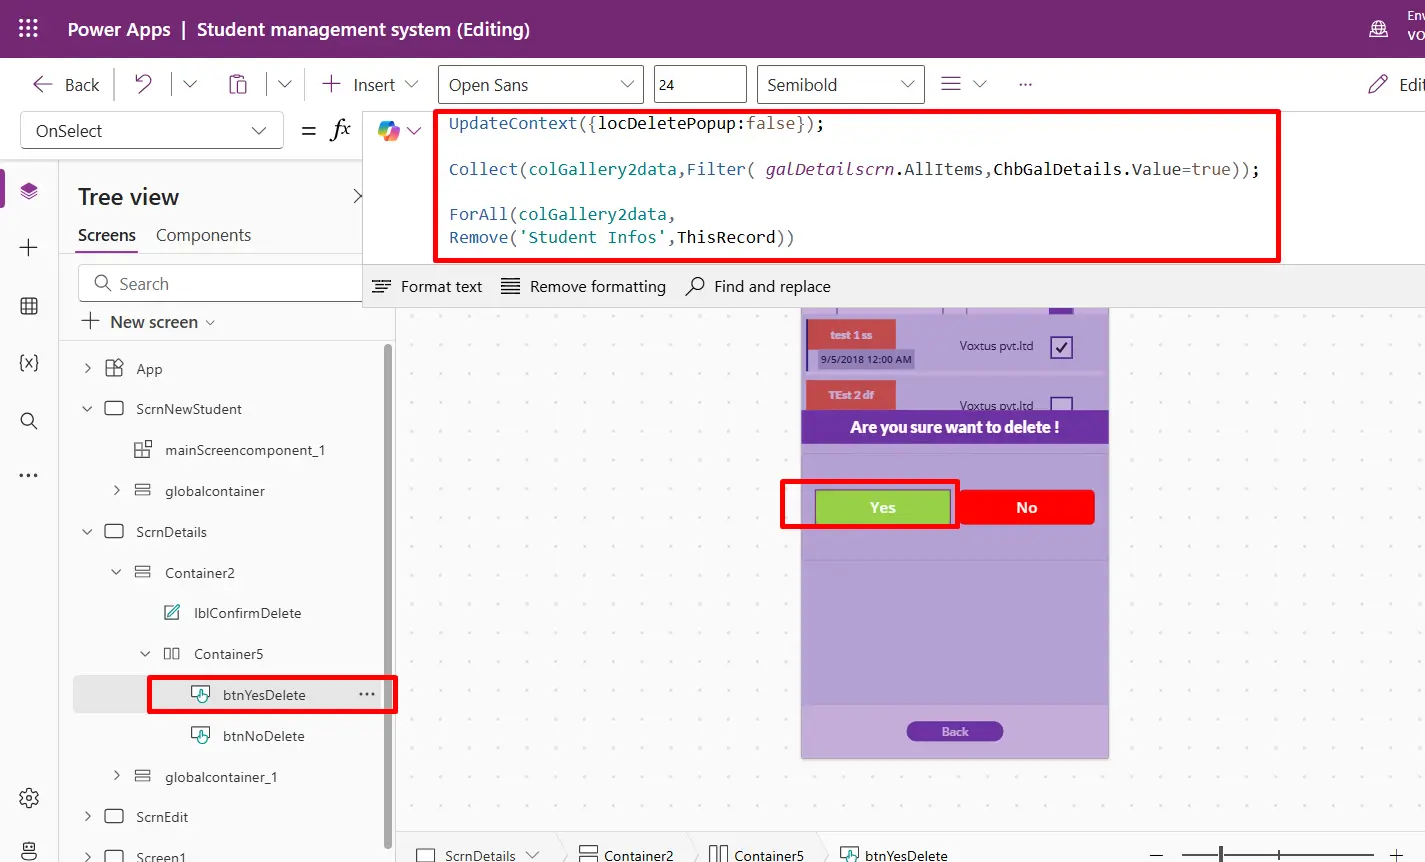 Power Apps | Student management system (Editing)
Env
Back
Insert
Open Sans
24
Semibold
...
OnSelect
= fx
UpdateContext({locDeletePopup:false});
Collect(colGallery2data,Filter( galDetailscrn.AllItems,ChbGalDetails.Value=true));
ForAll(colGallery2data,
Remove('Student Infos',ThisRecord))
Format text
Remove formatting
Find and replace
Tree view
Screens
Components
Search
New screen
App
ScrnNewStudent
mainScreencomponent_1
globalcontainer
ScrnDetails
Container2
lblConfirmDelete
Container5
btnYesDelete
btnNoDelete
globalcontainer_1
ScrnEdit
Screen1
test 1 ss
9/5/2018 12:00 AM
Voxtus pvt.ltd
TEst 2 df
Voxtus pvt.ltd
Are you sure want to delete !
Yes
No
Back
ScrnDetails
Container2
Container5
btnYesDelete